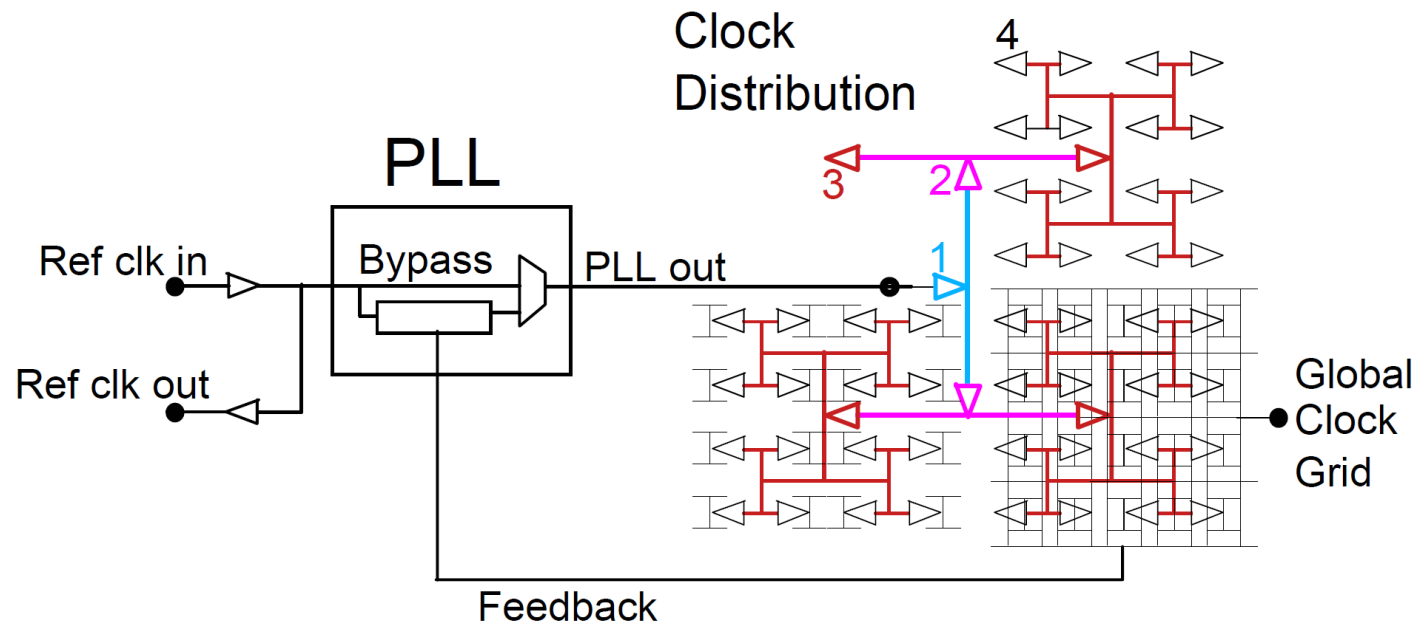 Clock
Distribution
4
PLL
3
2
Ref clk in
Bypass
PLL out
1
Ref clk out
Global
Clock
Grid
Feedback